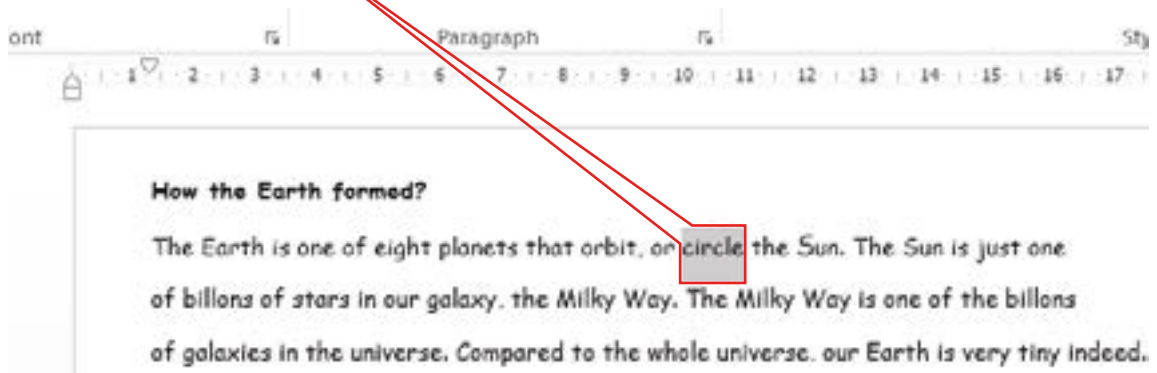 ont Paragraph Sty
1 2 3 4 5 6 7 8 9 10 11 12 13 14 15 16 17
How the Earth formed?
The Earth is one of eight planets that orbit, or circle the Sun. The Sun is just one
of billons of stars in our galaxy, the Milky Way. The Milky Way is one of the billons
of galaxies in the universe. Compared to the whole universe, our Earth is very tiny indeed..